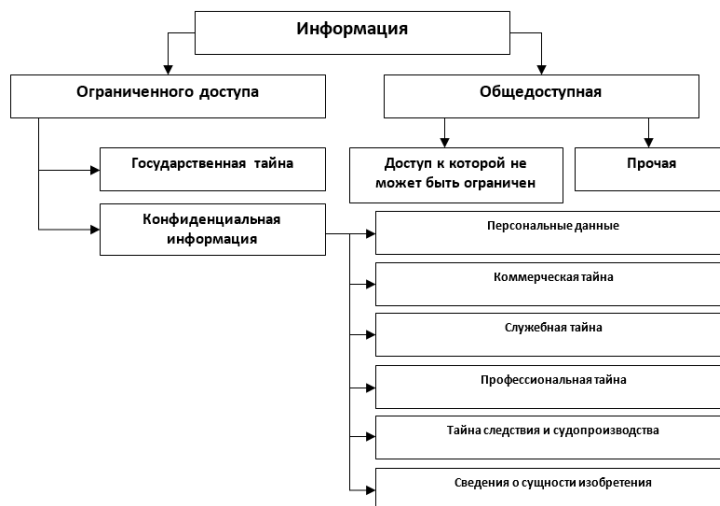 Информация
Ограниченного доступа
Общедоступная
Государственная тайна
Доступ к которой не
может быть ограничен
Прочая
Конфиденциальная
информация
Персональные данные
Коммерческая тайна
Служебная тайна
Профессиональная тайна
Тайна следствия и судопроизводства
Сведения о сущности изобретения